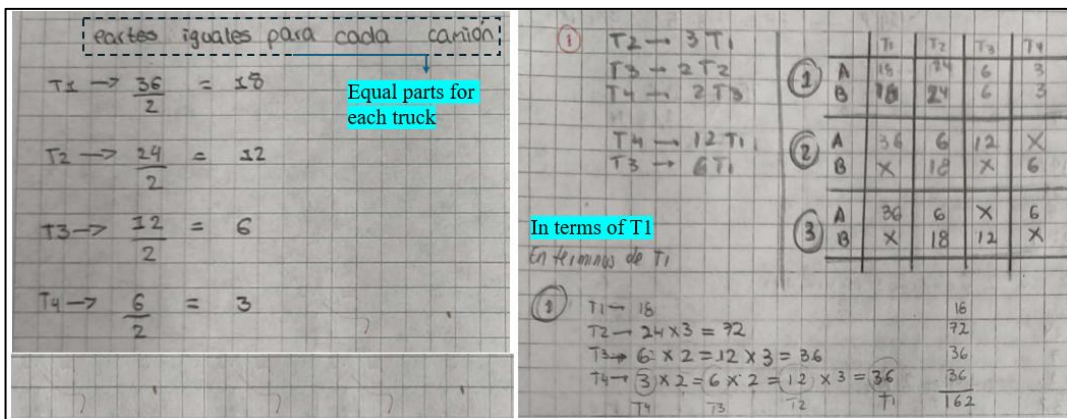 partes iguales para cada camión
T1 → 36/2 = 18
Equal parts for
each truck
T2 → 24/2 = 12
T3 → 12/2 = 6
T4 → 6/2 = 3
① T2 → 3 T1
T3 → 2 T2
T4 → 2 T3
T4 → 12 T1
T3 → 6 T1
In terms of T1
En terminos de T1
T1 T2 T3 T4
① A 18 24 6 3
B 18 24 6 3
② A 36 6 12 X
B X 18 X 6
③ A 36 6 X 6
B X 18 12 X
① T1 → 18 18
T2 → 24 x 3 = 72 72
T3 → 6 x 2 = 12 x 3 = 36 36
T4 → 3 x 2 = 6 x 2 = 12 x 3 = 36 36
T4 T3 T2 T1 162